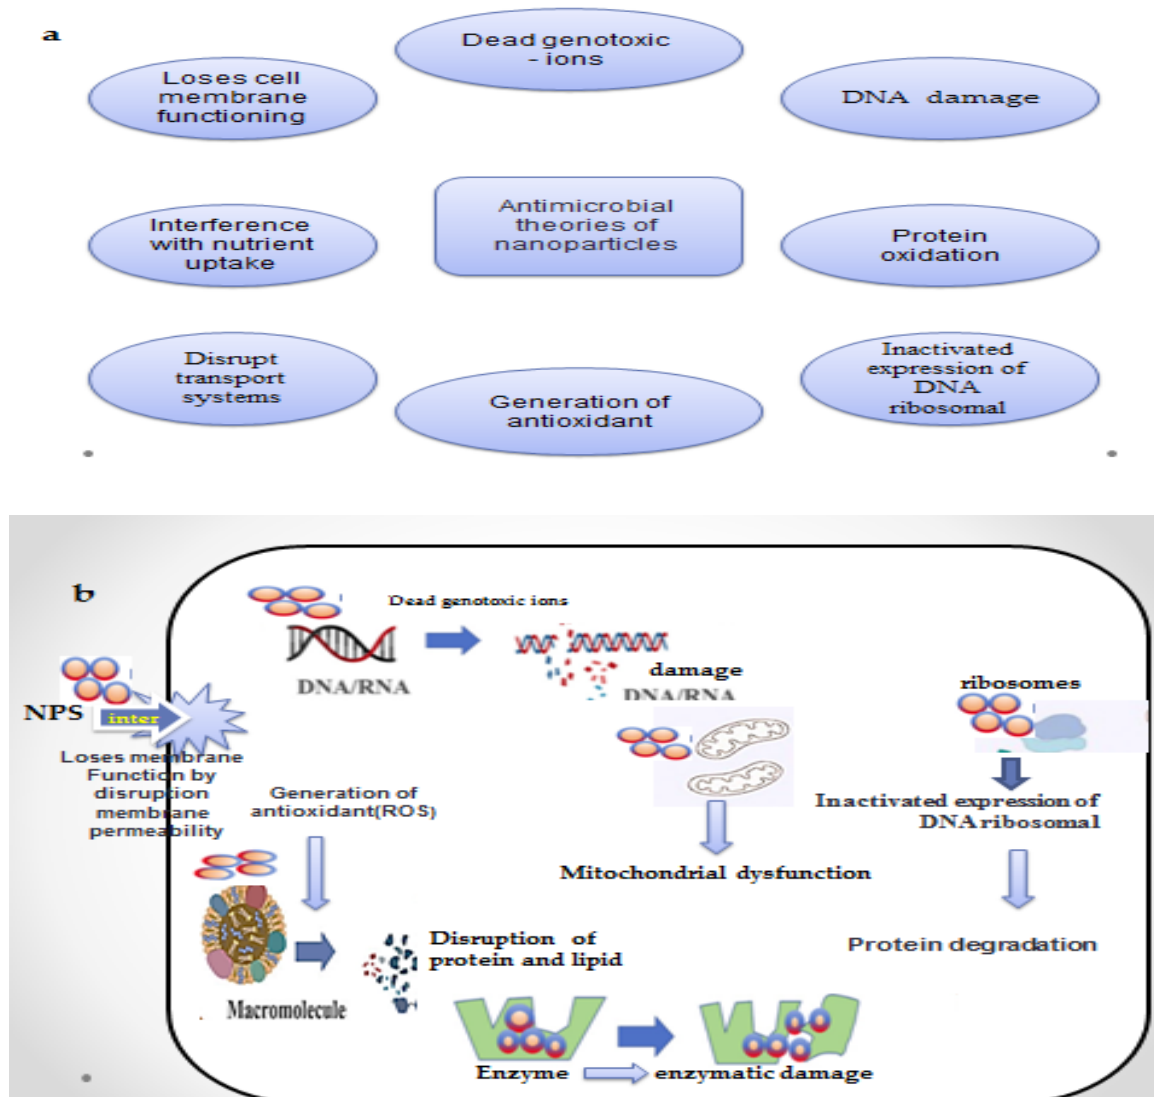 a
Dead genotoxic
- ions
Loses cell
membrane
functioning
DNA damage
Interference
with nutrient
uptake
Antimicrobial
theories of
nanoparticles
Protein
oxidation
Disrupt
transport
systems
Generation of
antioxidant
Inactivated
expression of
DNA
ribosomal
b
Dead genotoxic ions
DNA/RNA
damage
DNA/RNA
ribosomes
NPS
inter
Loses membrane
Function by
disruption
membrane
permeability
Generation of
antioxidant(ROS)
Inactivated expression of
DNA ribosomal
Mitochondrial dysfunction
Disruption of
protein and lipid
Protein degradation
Macromolecule
Enzyme
enzymatic damage